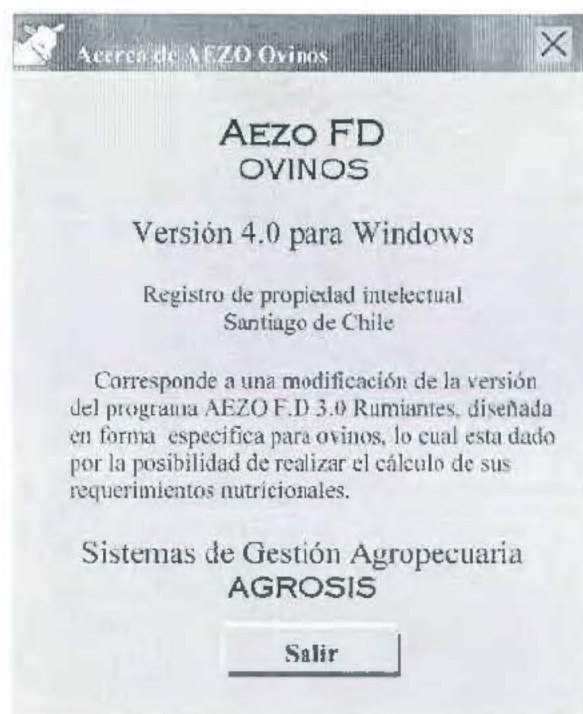 Acerca de AEZO Ovinos
AEZO FD
OVINOS
Versión 4.0 para Windows
Registro de propiedad intelectual
Santiago de Chile
Corresponde a una modificación de la versión
del programa AEZO F.D 3.0 Rumiantes, diseñada
en forma especifica para ovinos, lo cual esta dado
por la posibilidad de realizar el cálculo de sus
requerimientos nutricionales.
Sistemas de Gestión Agropecuaria
AGROSIS
Salir